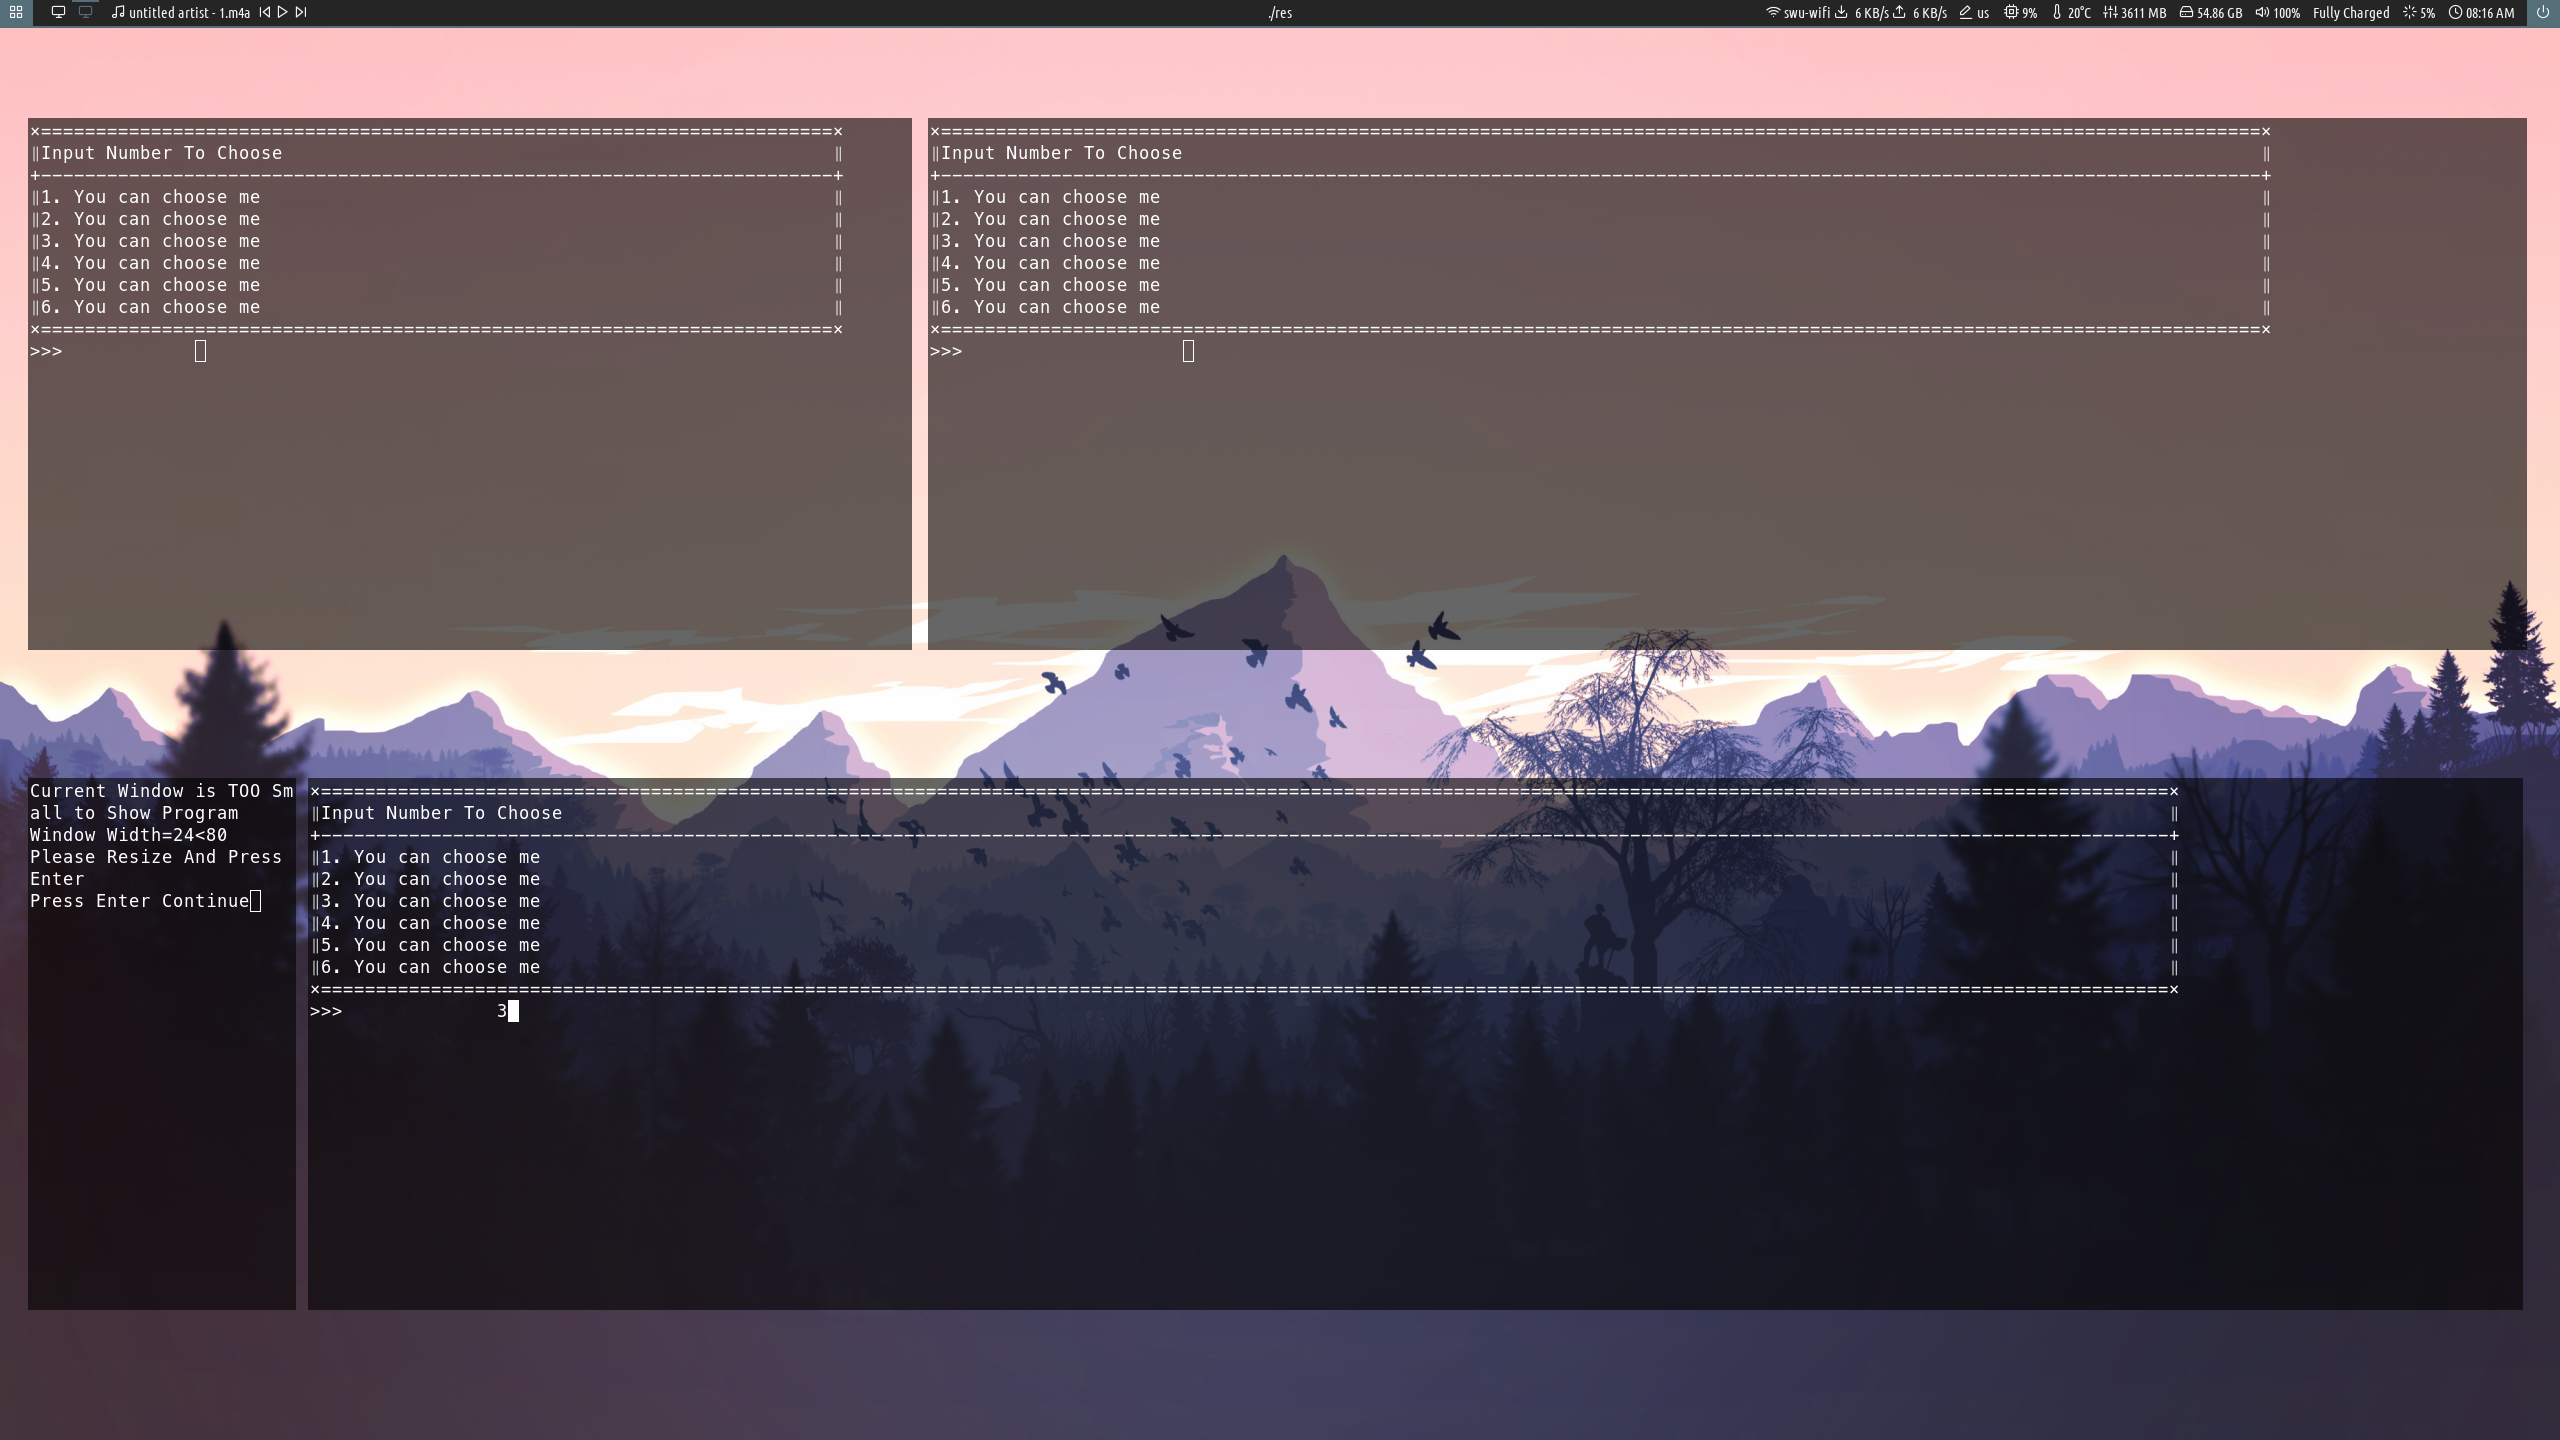 untitled artist - 1.m4a
./res
swu-wifi 6 KB/s 6 KB/s us 9% 20°C 3611 MB 54.86 GB 100% Fully Charged 5% 08:16 AM
×========================================================================×
‖Input Number To Choose ‖
+------------------------------------------------------------------------+
‖1. You can choose me ‖
‖2. You can choose me ‖
‖3. You can choose me ‖
‖4. You can choose me ‖
‖5. You can choose me ‖
‖6. You can choose me ‖
×========================================================================×
>>>
×========================================================================================================================×
‖Input Number To Choose ‖
+------------------------------------------------------------------------------------------------------------------------+
‖1. You can choose me ‖
‖2. You can choose me ‖
‖3. You can choose me ‖
‖4. You can choose me ‖
‖5. You can choose me ‖
‖6. You can choose me ‖
×========================================================================================================================×
>>>
Current Window is TOO Sm
all to Show Program
Window Width=24<80
Please Resize And Press
Enter
Press Enter Continue
×========================================================================================================================================================================×
‖Input Number To Choose ‖
+------------------------------------------------------------------------------------------------------------------------------------------------------------------------+
‖1. You can choose me ‖
‖2. You can choose me ‖
‖3. You can choose me ‖
‖4. You can choose me ‖
‖5. You can choose me ‖
‖6. You can choose me ‖
×========================================================================================================================================================================×
>>> 3